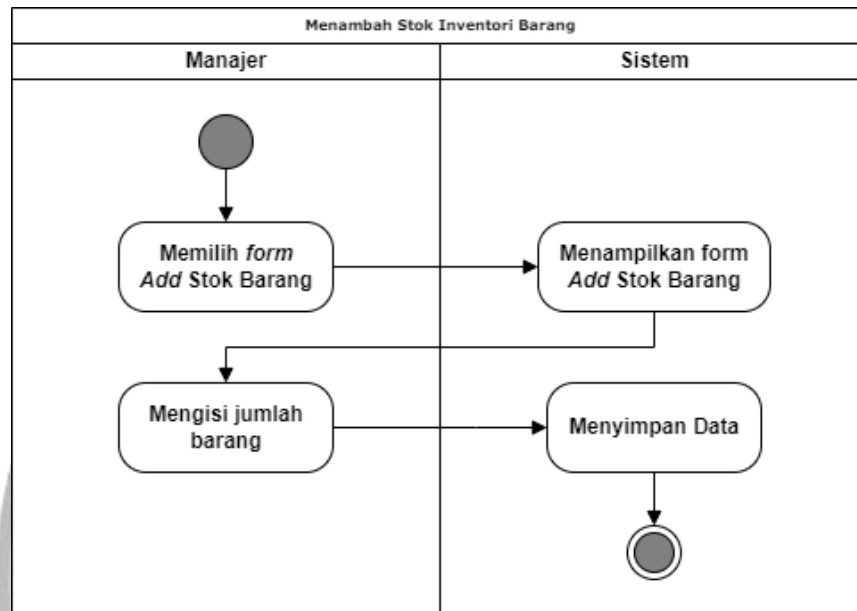 Menambah Stok Inventori Barang
Manajer
Sistem
Memilih form
Add Stok Barang
Menampilkan form
Add Stok Barang
Mengisi jumlah
barang
Menyimpan Data